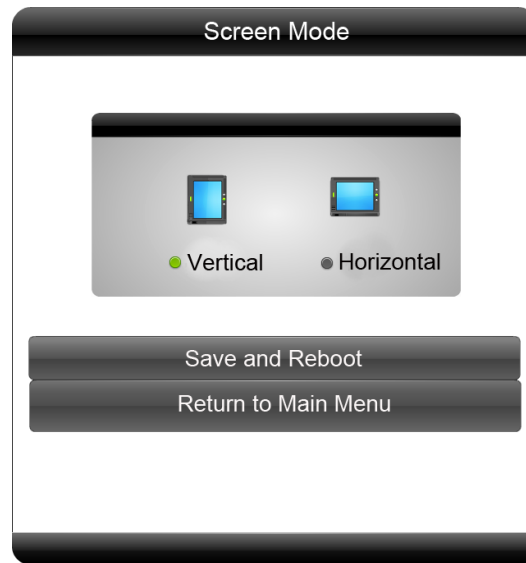 Screen Mode
Vertical
Horizontal
Save and Reboot
Return to Main Menu